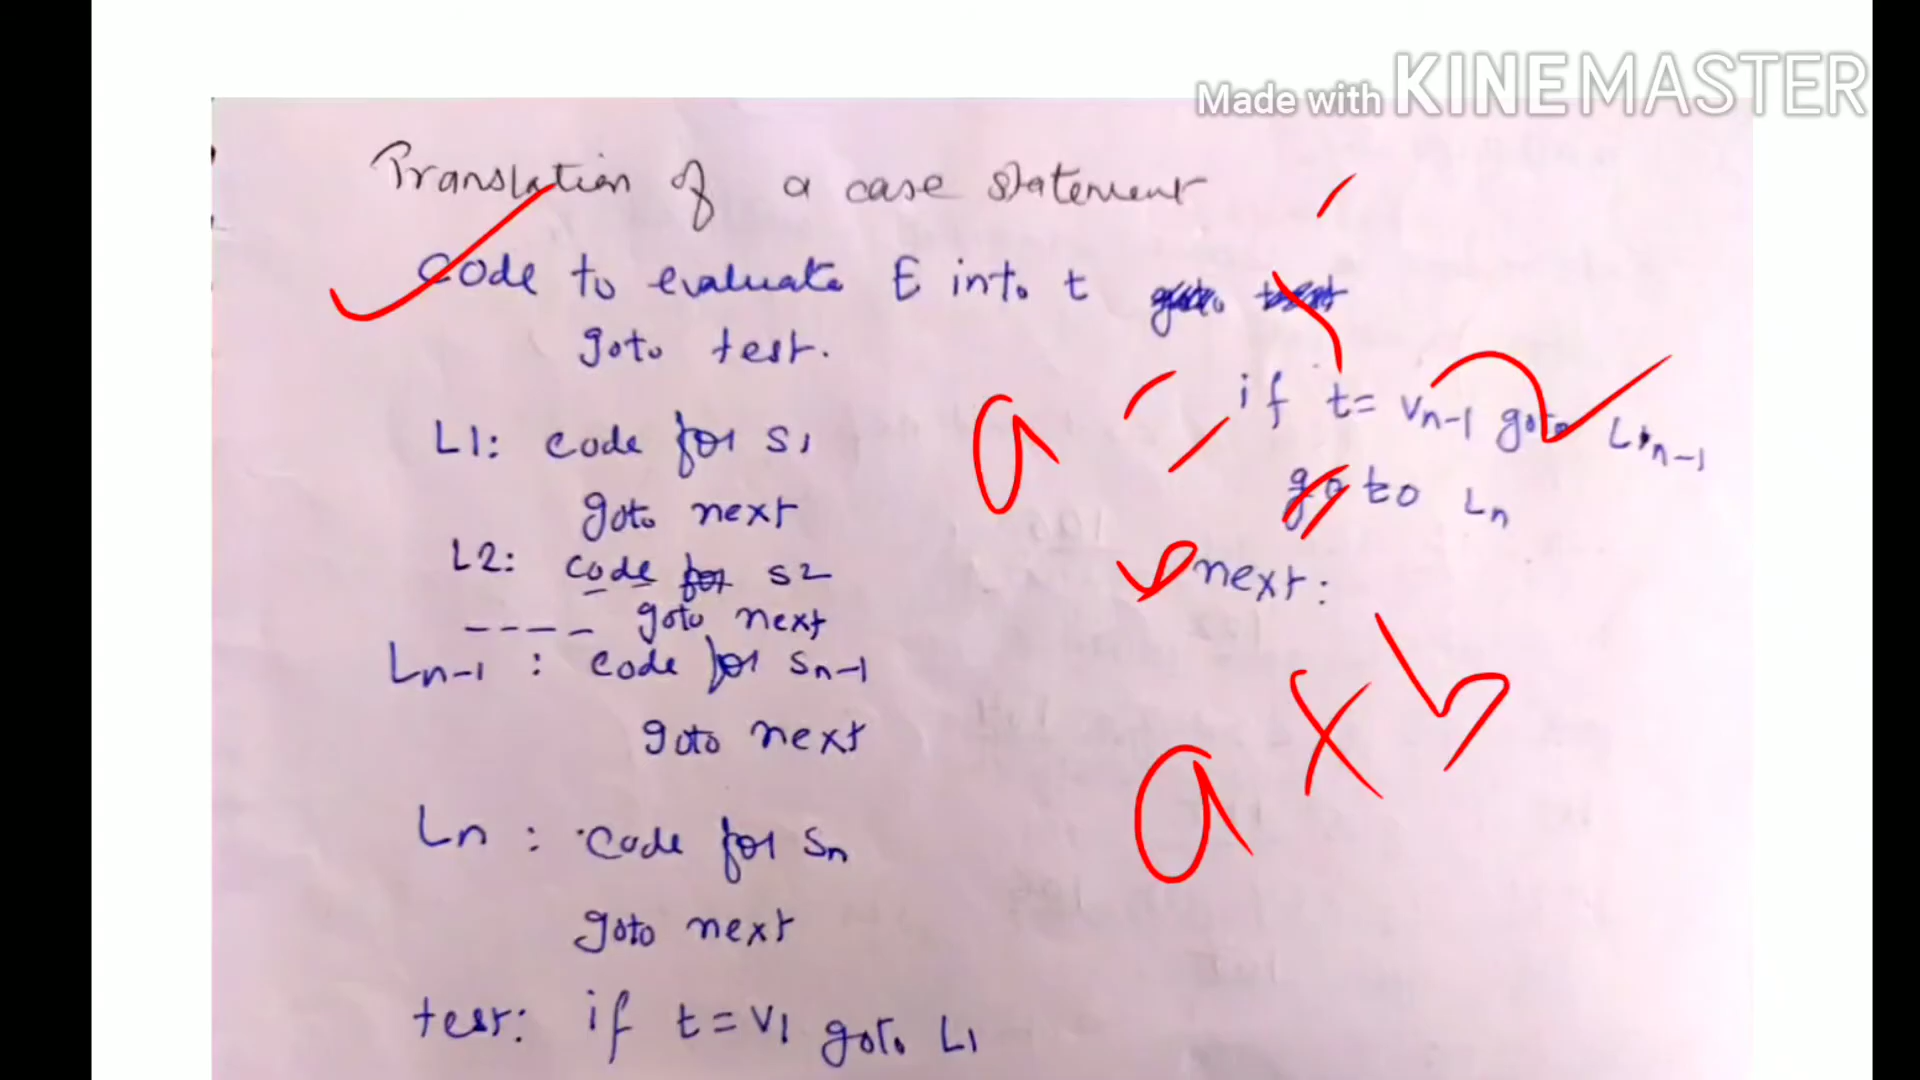 Made with KINEMASTER
Translation of a case statement
Code to evaluate E into t
goto test.
L1: code for S1
goto next
L2: code for S2
---- goto next
Ln-1 : code for Sn-1
goto next
Ln : code for Sn
goto next
test: if t=V1 goto L1
if t= Vn-1 goto Ln-1
goto Ln
next:
a
a x b